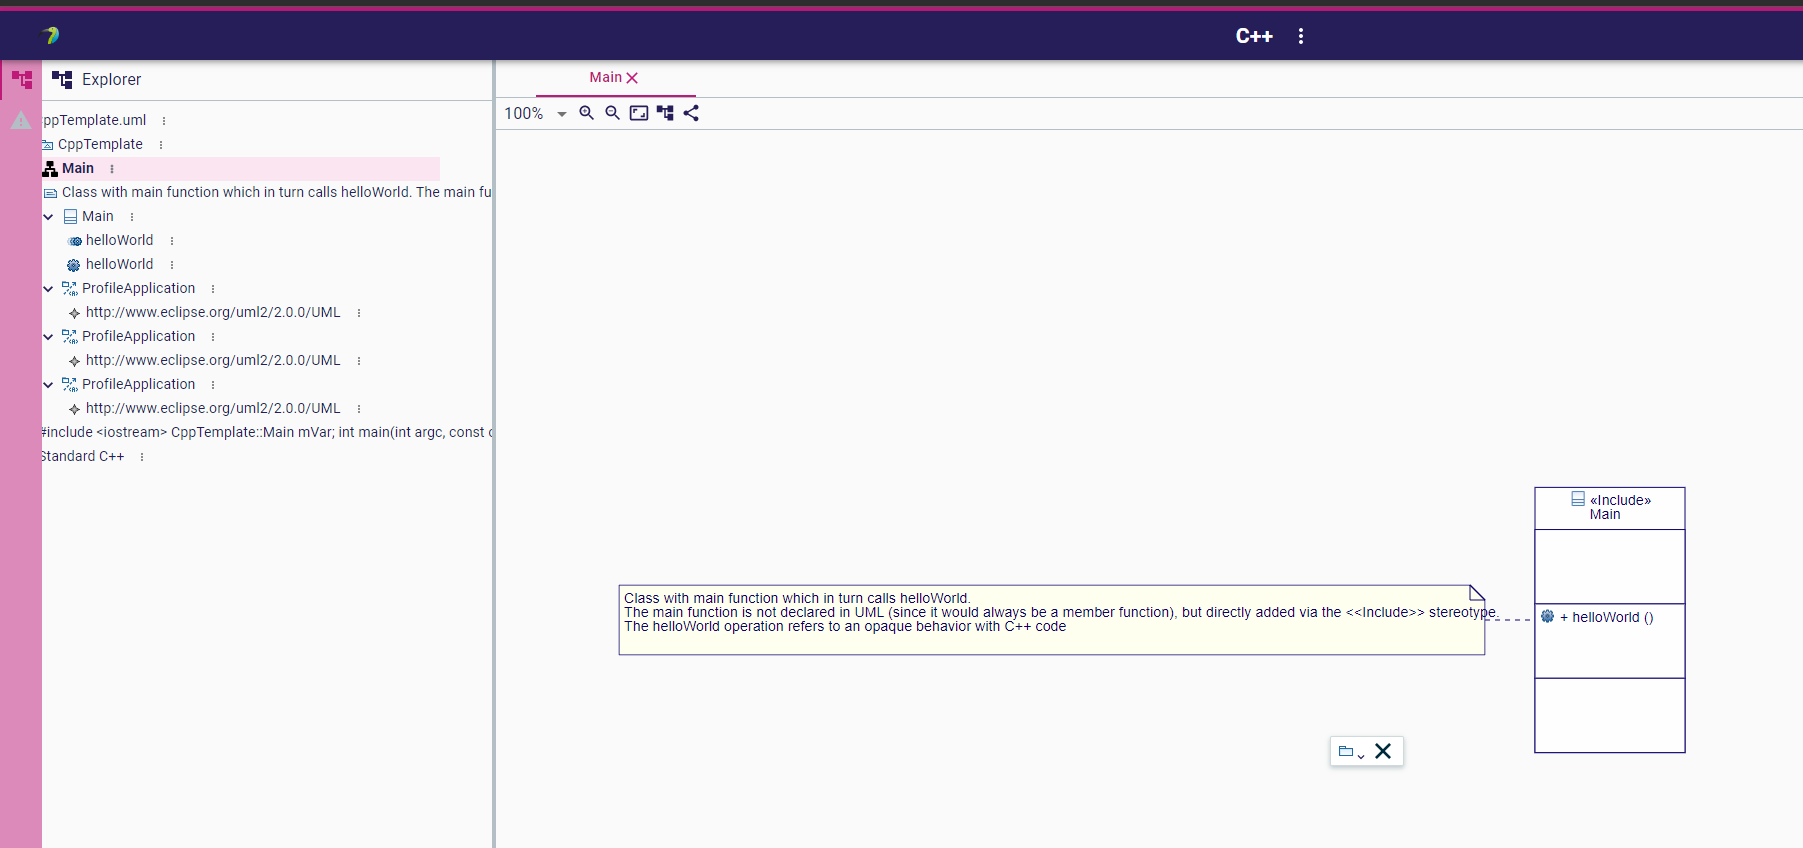 C++
Explorer
ppTemplate.uml
CppTemplate
Main
Class with main function which in turn calls helloWorld. The main fu
Main
helloWorld
helloWorld
ProfileApplication
http://www.eclipse.org/uml2/2.0.0/UML
ProfileApplication
http://www.eclipse.org/uml2/2.0.0/UML
ProfileApplication
http://www.eclipse.org/uml2/2.0.0/UML
#include <iostream> CppTemplate::Main mVar; int main(int argc, const c
Standard C++
Main
100%
«Include»
Main
Class with main function which in turn calls helloWorld.
The main function is not declared in UML (since it would always be a member function), but directly added via the <<Include>> stereotype.
The helloWorld operation refers to an opaque behavior with C++ code
+ helloWorld ()